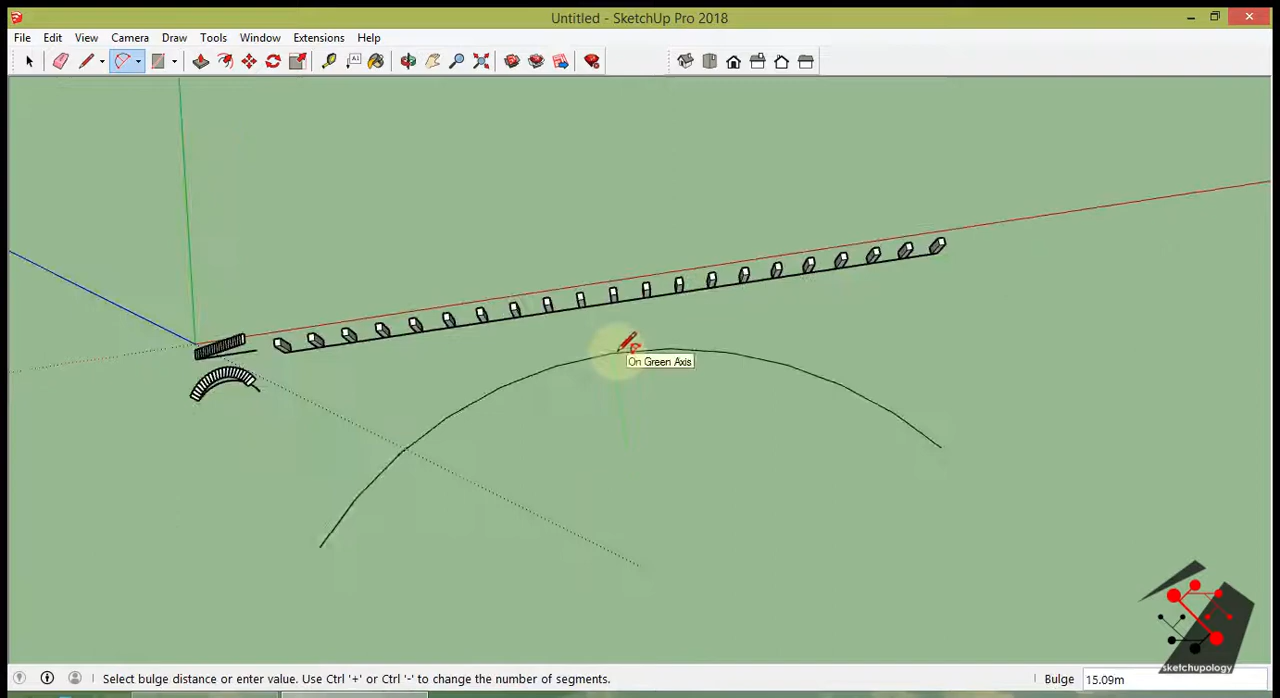 Untitled - SketchUp Pro 2018
File Edit View Camera Draw Tools Window Extensions Help
A1
On Green Axis
sketchupology
Select bulge distance or enter value. Use Ctrl '+' or Ctrl '-' to change the number of segments.
Bulge 15.09m